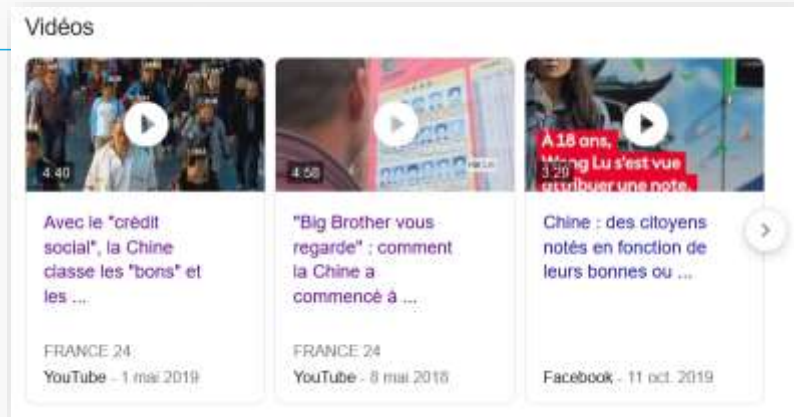 Vidéos
4:40
4:58
À 18 ans,
Wang Lu s'est vue
3:29
attribuer une note.
Avec le "crédit
social", la Chine
classe les "bons" et
les ...
FRANCE 24
YouTube - 1 mai 2019
"Big Brother vous
regarde" : comment
la Chine a
commencé à ...
FRANCE 24
YouTube - 8 mai 2018
Chine : des citoyens
notés en fonction de
leurs bonnes ou ...
Facebook - 11 oct. 2019